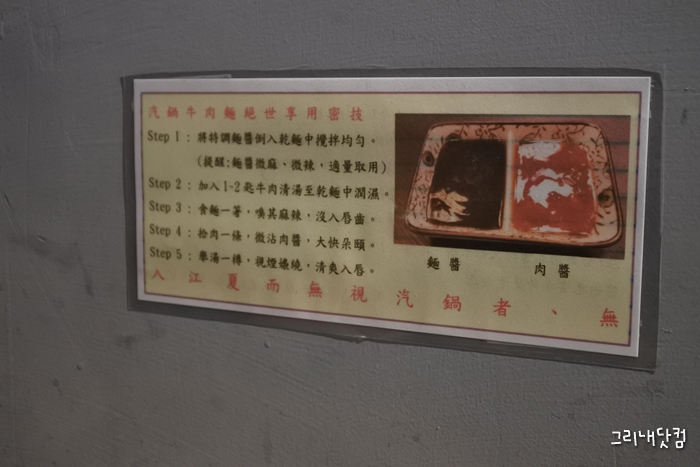 汽鍋牛肉麵絕世享用密技
Step 1 : 將特調麵醬倒入乾麵中攪拌均勻。
(提醒:麵醬微麻、微辣,適量取用)
Step 2 : 加入1-2匙牛肉清湯至乾麵中潤濕。
Step 3 : 食麵一箸,嗅其麻辣,沒入唇齒。
Step 4 : 拾肉一條,微沾肉醬,大快朵頤。
Step 5 : 舉湯一樽,視煙嬝繞,清爽入唇。
麵醬 肉醬
入江夏而無視汽鍋者、無
그리내닷컴